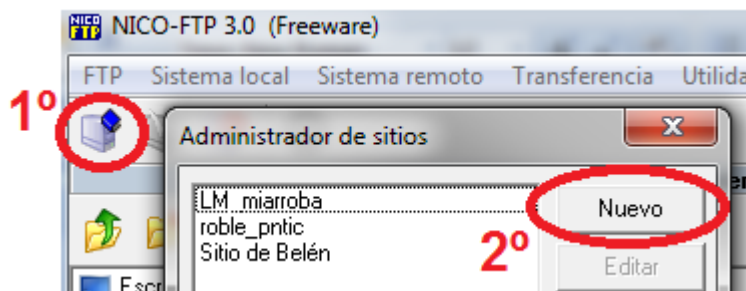 NICO FTP NICO-FTP 3.0 (Freeware)
FTP Sistema local Sistema remoto Transferencia
1º
Administrador de sitios
LM_miarroba
Nuevo
roble_pntic
Sitio de Belén
2º
Editar